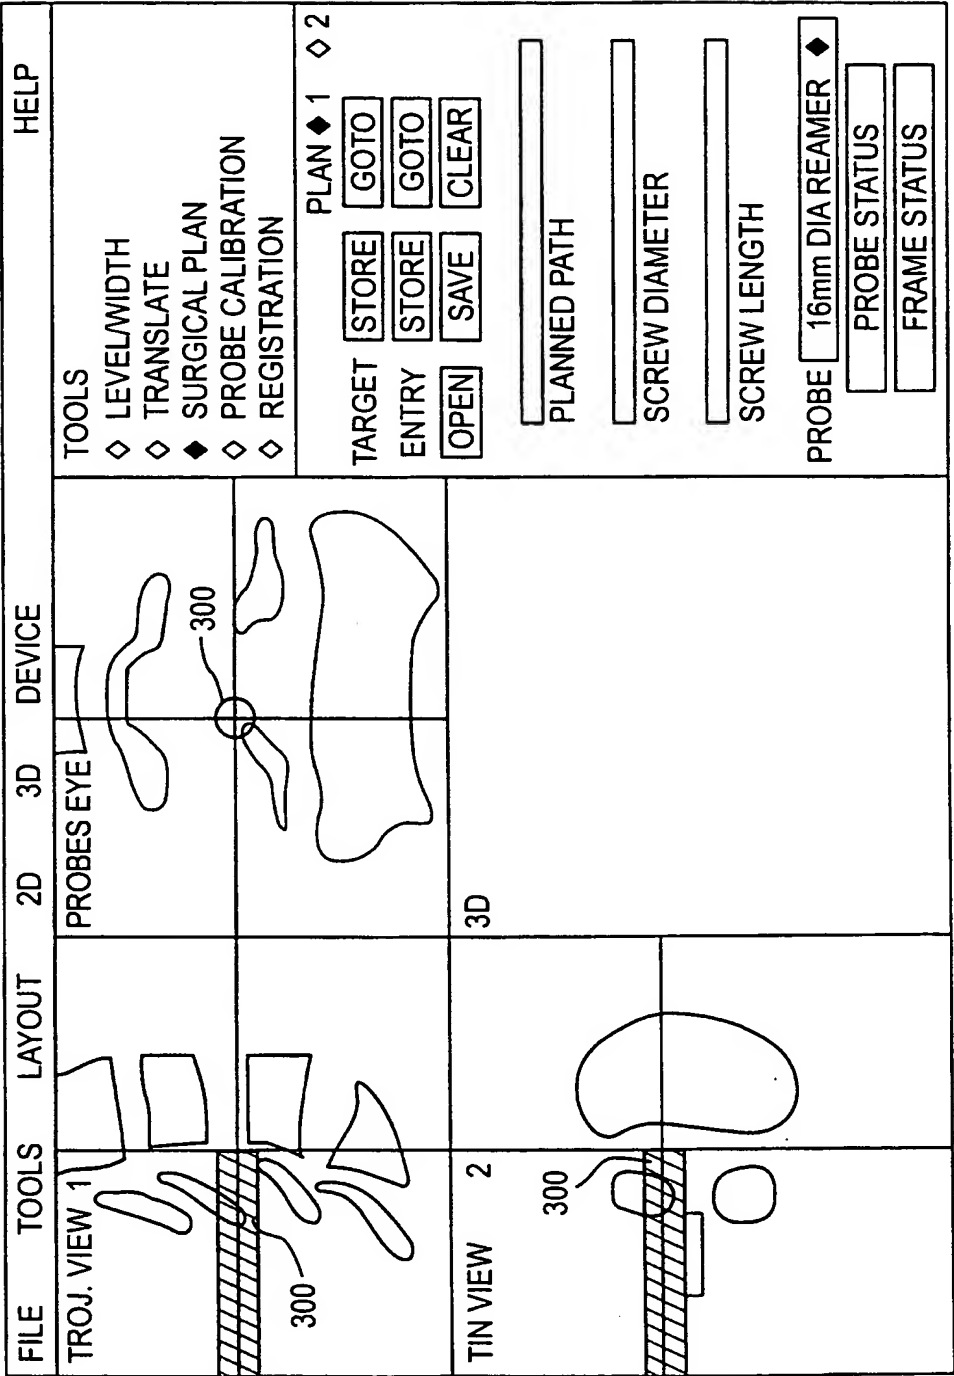 FILE TOOLS LAYOUT 2D 3D DEVICE HELP
TROJ. VIEW 1
300
PROBES EYE
300
TIN VIEW 2
300
3D
TOOLS
◇ LEVEL/WIDTH
◇ TRANSLATE
◆ SURGICAL PLAN
◇ PROBE CALIBRATION
◇ REGISTRATION
PLAN ◆ 1 ◇ 2
TARGET STORE GOTO
ENTRY STORE GOTO
OPEN SAVE CLEAR
PLANNED PATH
SCREW DIAMETER
SCREW LENGTH
PROBE 16mm DIA REAMER ◆
PROBE STATUS
FRAME STATUS